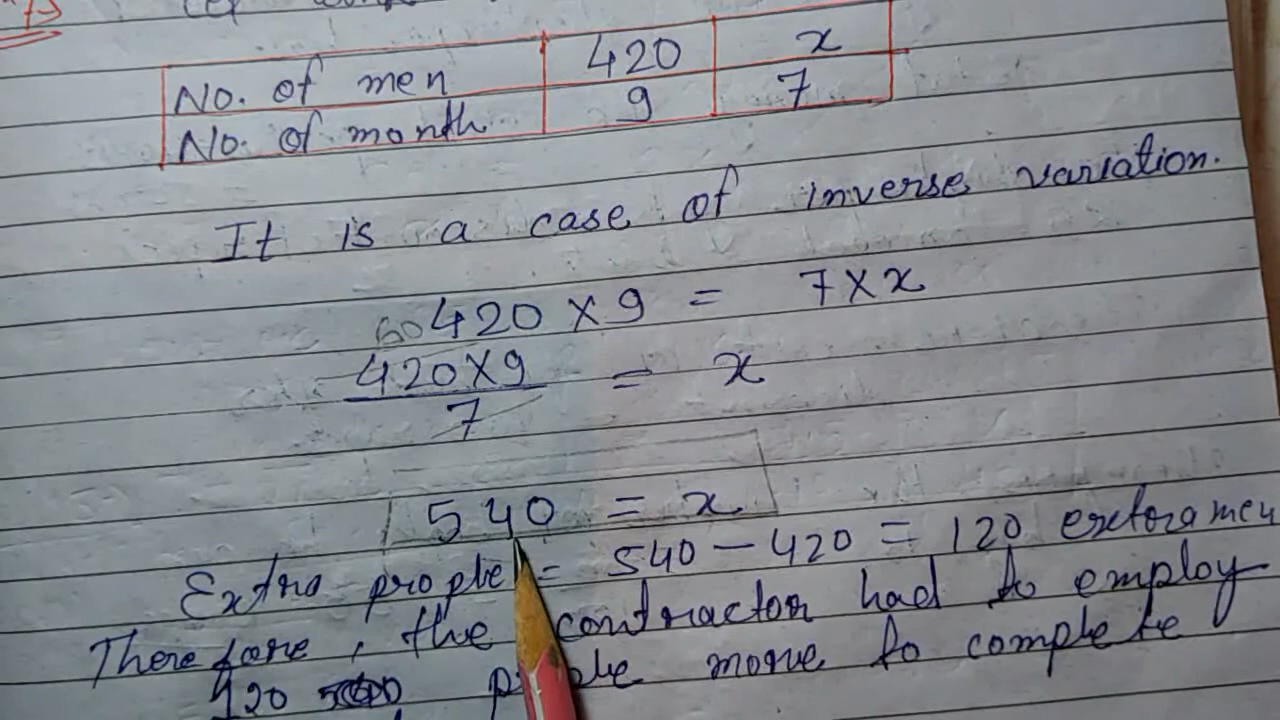 No. of men 420 x
No. of month 9 7
It is a case of inverse variation.
60
420 × 9 = 7 × x
420 × 9 = x
7
540 = x
Extra people = 540 - 420 = 120 extra men
Therefore, the contractor had to employ
120 people more to complete